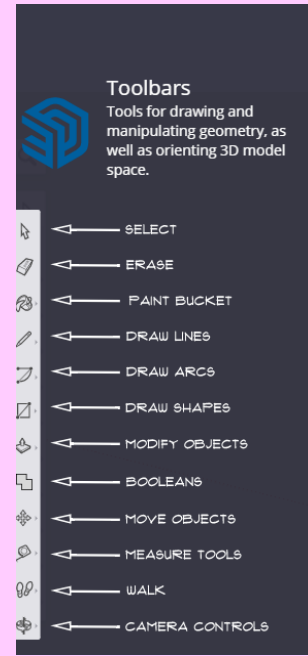 Toolbars
Tools for drawing and
manipulating geometry, as
well as orienting 3D model
space.
SELECT
ERASE
PAINT BUCKET
DRAW LINES
DRAW ARCS
DRAW SHAPES
MODIFY OBJECTS
BOOLEANS
MOVE OBJECTS
MEASURE TOOLS
WALK
CAMERA CONTROLS